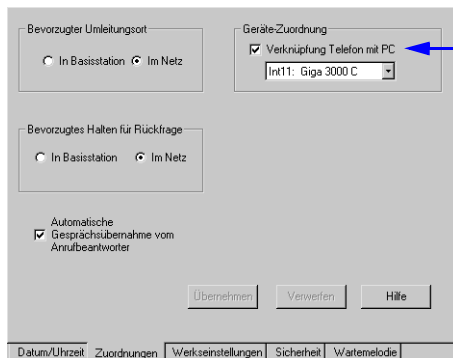 Bevorzugter Umleitungsort
In Basisstation Im Netz
Geräte-Zuordnung
Verknüpfung Telefon mit PC
Int11: Giga 3000 C
Bevorzugtes Halten für Rückfrage
In Basisstation Im Netz
Automatische
Gesprächsübernahme vom
Anrufbeantworter
Übernehmen Verwerfen Hilfe
Datum/Uhrzeit Zuordnungen Werkseinstellungen Sicherheit Wartemelodie